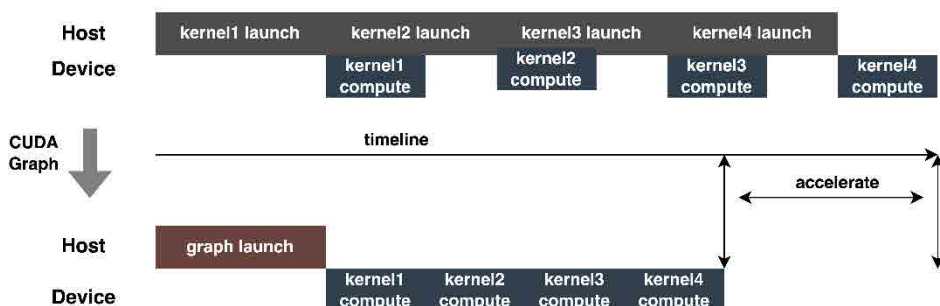 Host
kernel1 launch
kernel2 launch
kernel3 launch
kernel4 launch
Device
kernel1
compute
kernel2
compute
kernel3
compute
kernel4
compute
CUDA
Graph
timeline
accelerate
Host
graph launch
Device
kernel1
compute
kernel2
compute
kernel3
compute
kernel4
compute